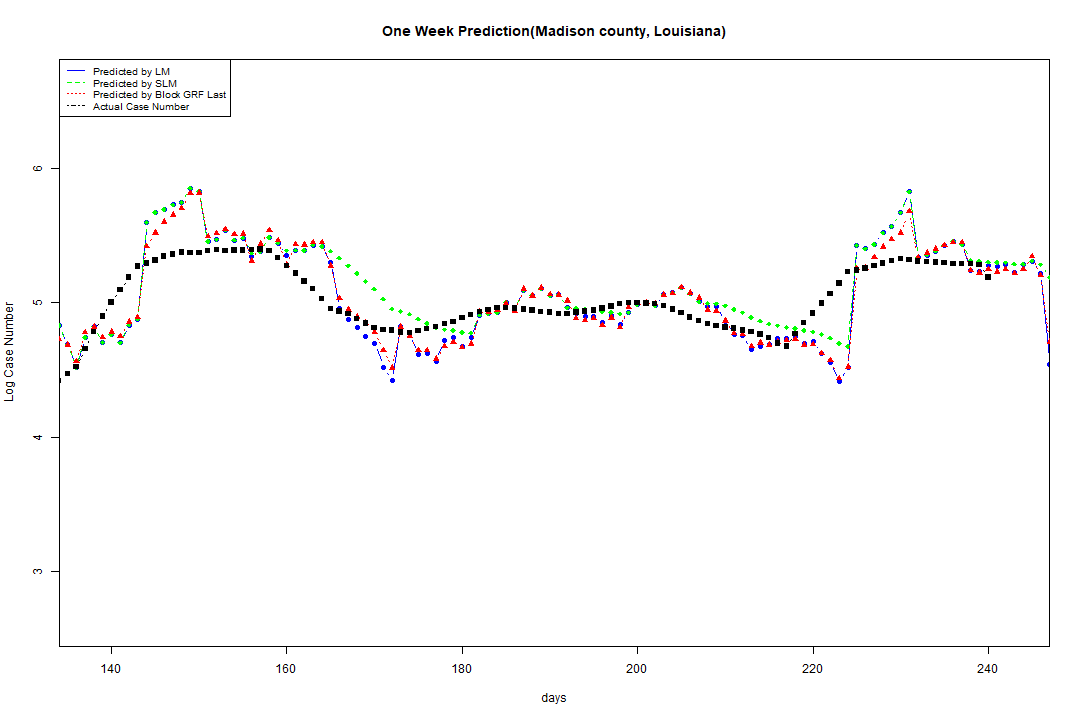 One Week Prediction(Madison county, Louisiana)
Predicted by LM
Predicted by SLM
Predicted by Block GRF Last
Actual Case Number
6
5
4
3
Log Case Number
140 160 180 200 220 240
days